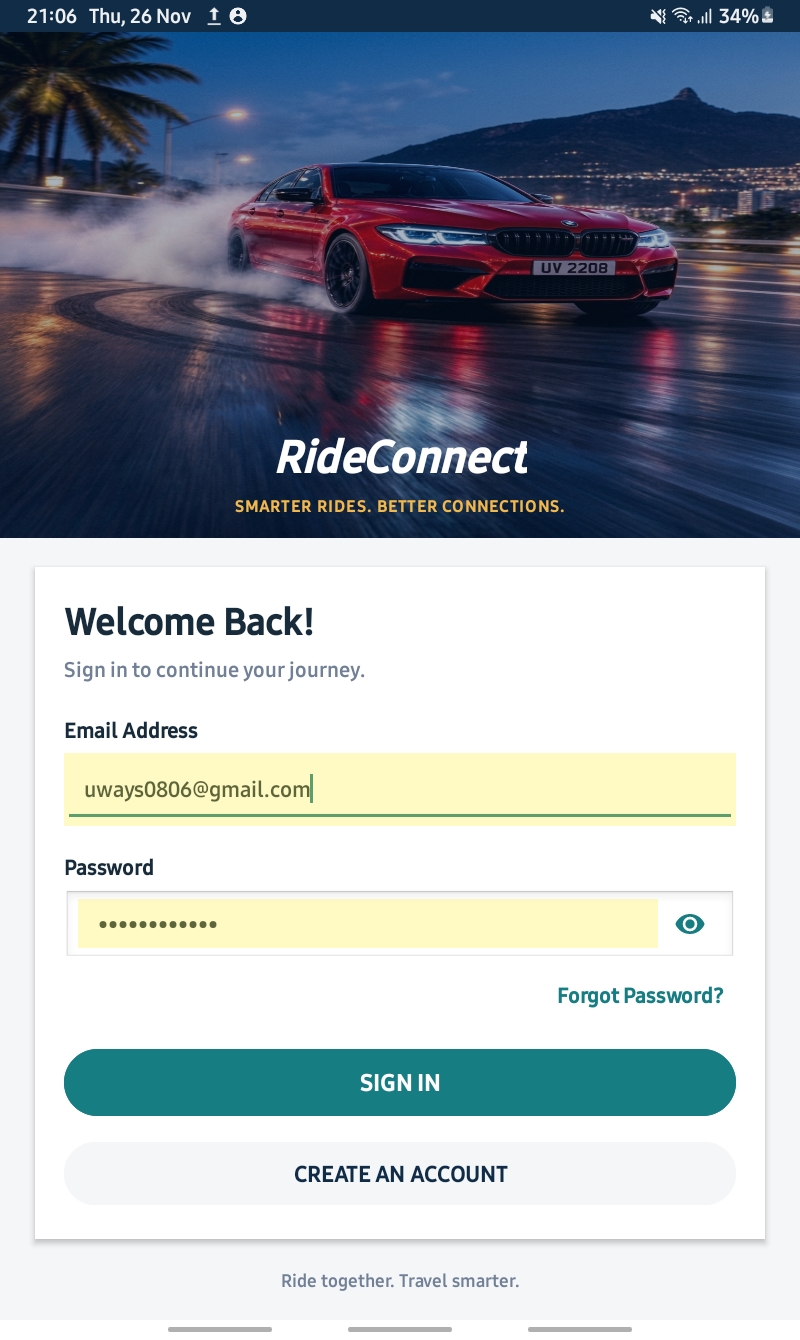 21:06 Thu, 26 Nov 34%
UV 2208
RideConnect
SMARTER RIDES. BETTER CONNECTIONS.
Welcome Back!
Sign in to continue your journey.
Email Address
uways0806@gmail.com
Password
••••••••••••
Forgot Password?
SIGN IN
CREATE AN ACCOUNT
Ride together. Travel smarter.